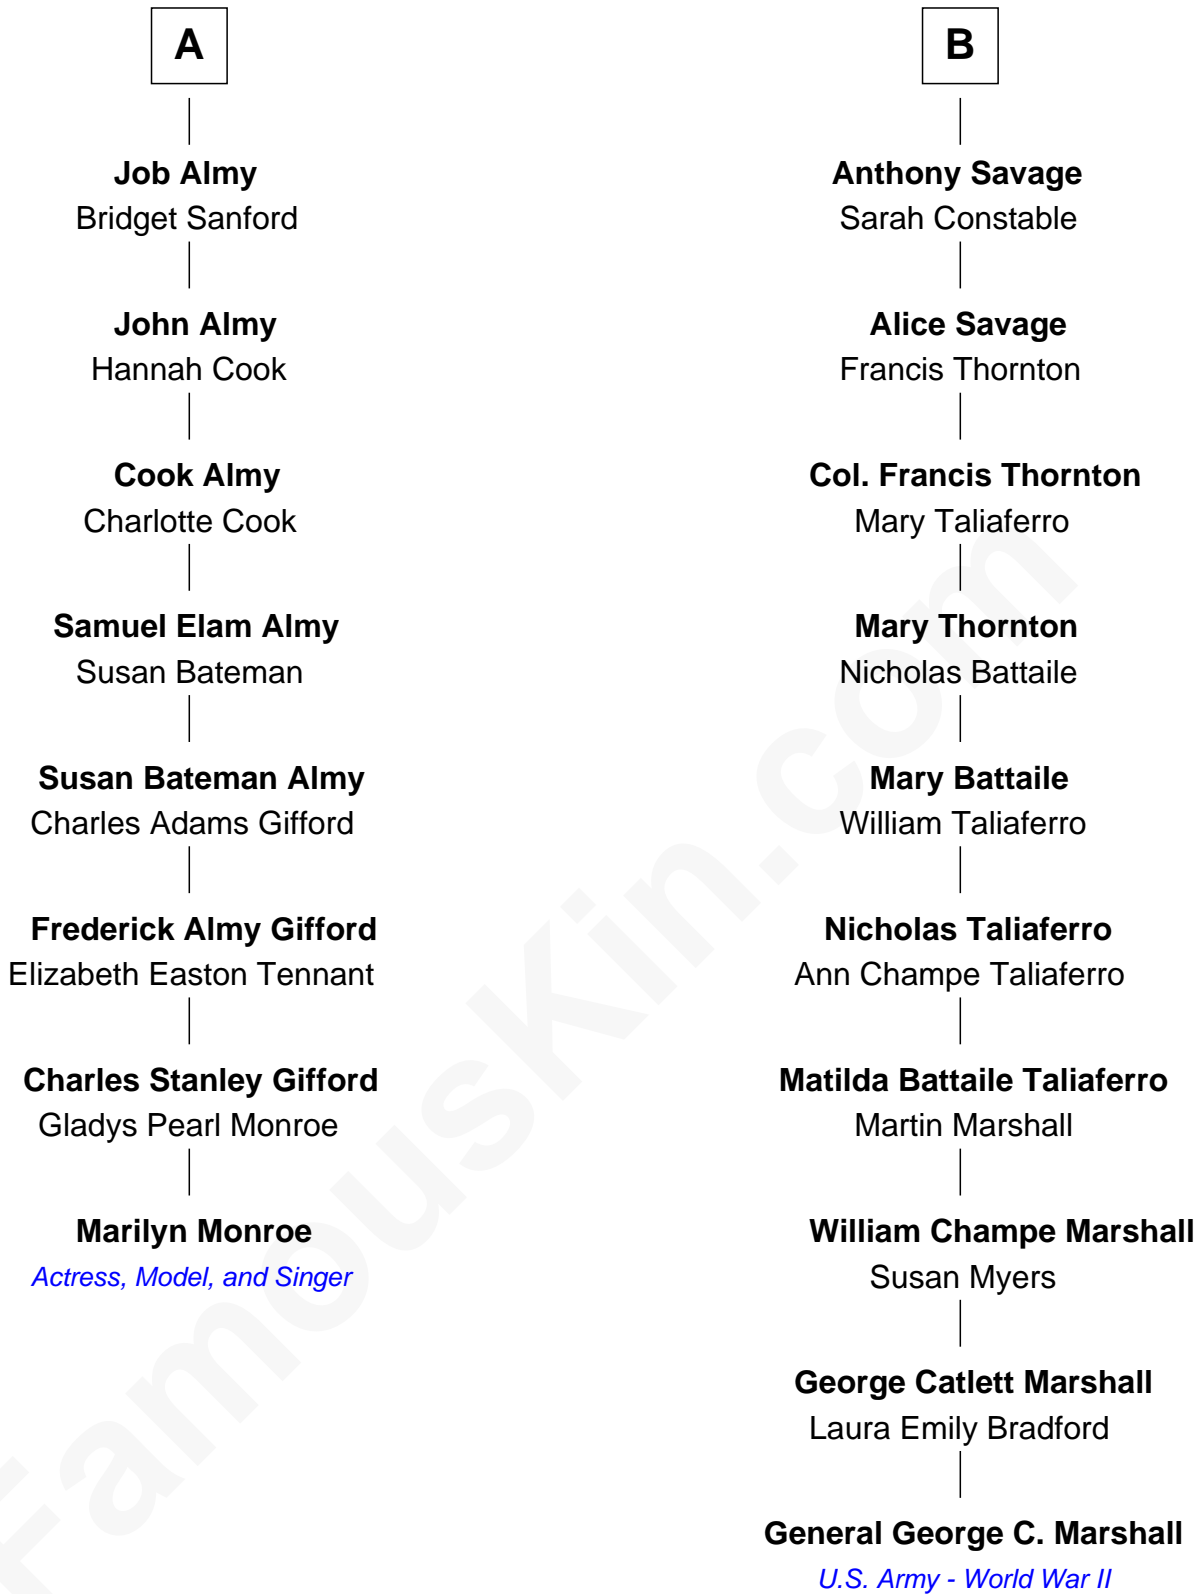 A
Job Almy
Bridget Sanford
John Almy
Hannah Cook
Cook Almy
Charlotte Cook
Samuel Elam Almy
Susan Bateman
Susan Bateman Almy
Charles Adams Gifford
Frederick Almy Gifford
Elizabeth Easton Tennant
Charles Stanley Gifford
Gladys Pearl Monroe
Marilyn Monroe
Actress, Model, and Singer
B
Anthony Savage
Sarah Constable
Alice Savage
Francis Thornton
Col. Francis Thornton
Mary Taliaferro
Mary Thornton
Nicholas Battaile
Mary Battaile
William Taliaferro
Nicholas Taliaferro
Ann Champe Taliaferro
Matilda Battaile Taliaferro
Martin Marshall
William Champe Marshall
Susan Myers
George Catlett Marshall
Laura Emily Bradford
General George C. Marshall
U.S. Army - World War II
FamousKin.com